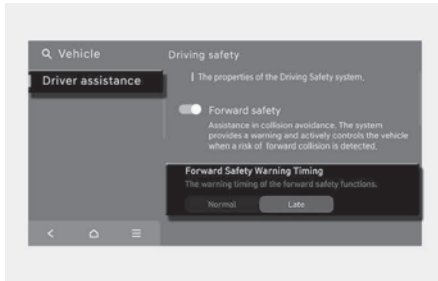 Vehicle
Driving safety
Driver assistance
The properties of the Driving Safety system,
Forward safety
Assistance in collision avoidance. The system
provides a warning and actively controls the vehicle
when a risk of forward collision is detected.
Forward Safety Warning Timing
The warning timing of the forward safety functions.
Normal
Late